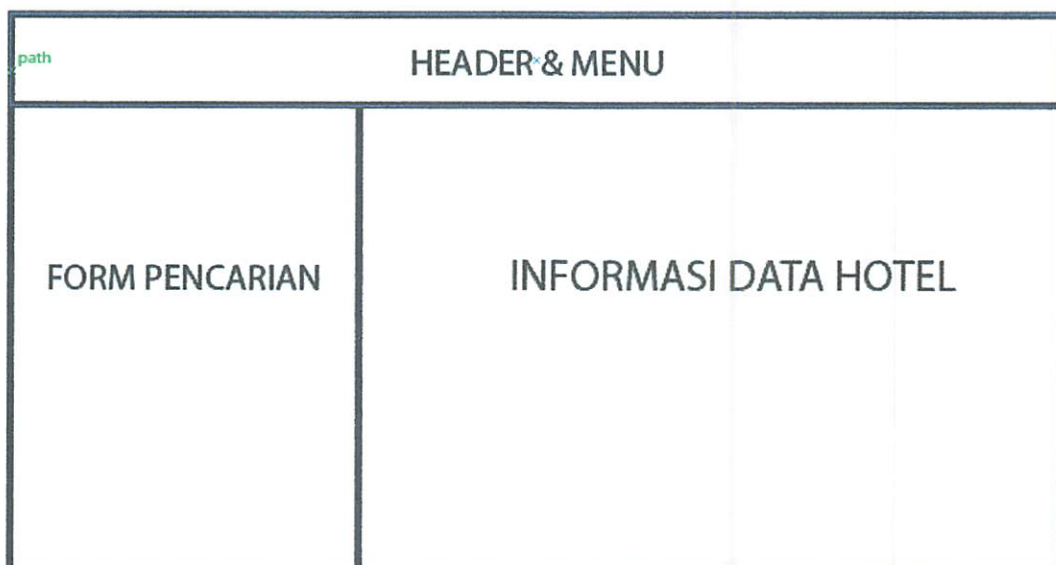 path
HEADER & MENU
FORM PENCARIAN
INFORMASI DATA HOTEL